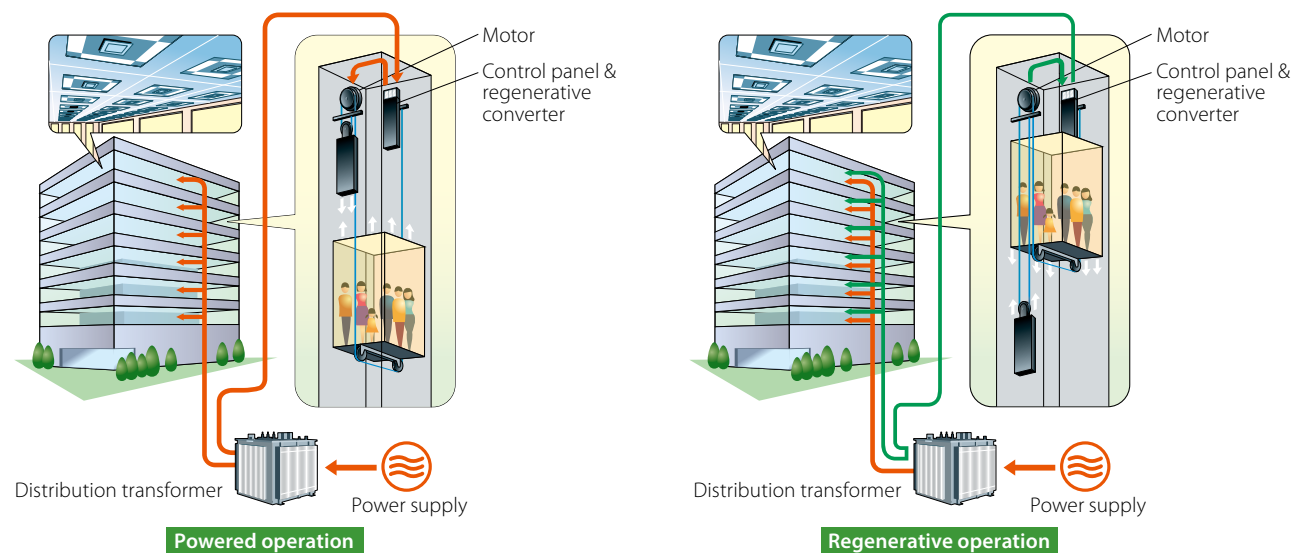 Motor
Control panel &
regenerative
converter
Distribution transformer
Power supply
Powered operation
Motor
Control panel &
regenerative
converter
Distribution transformer
Power supply
Regenerative operation